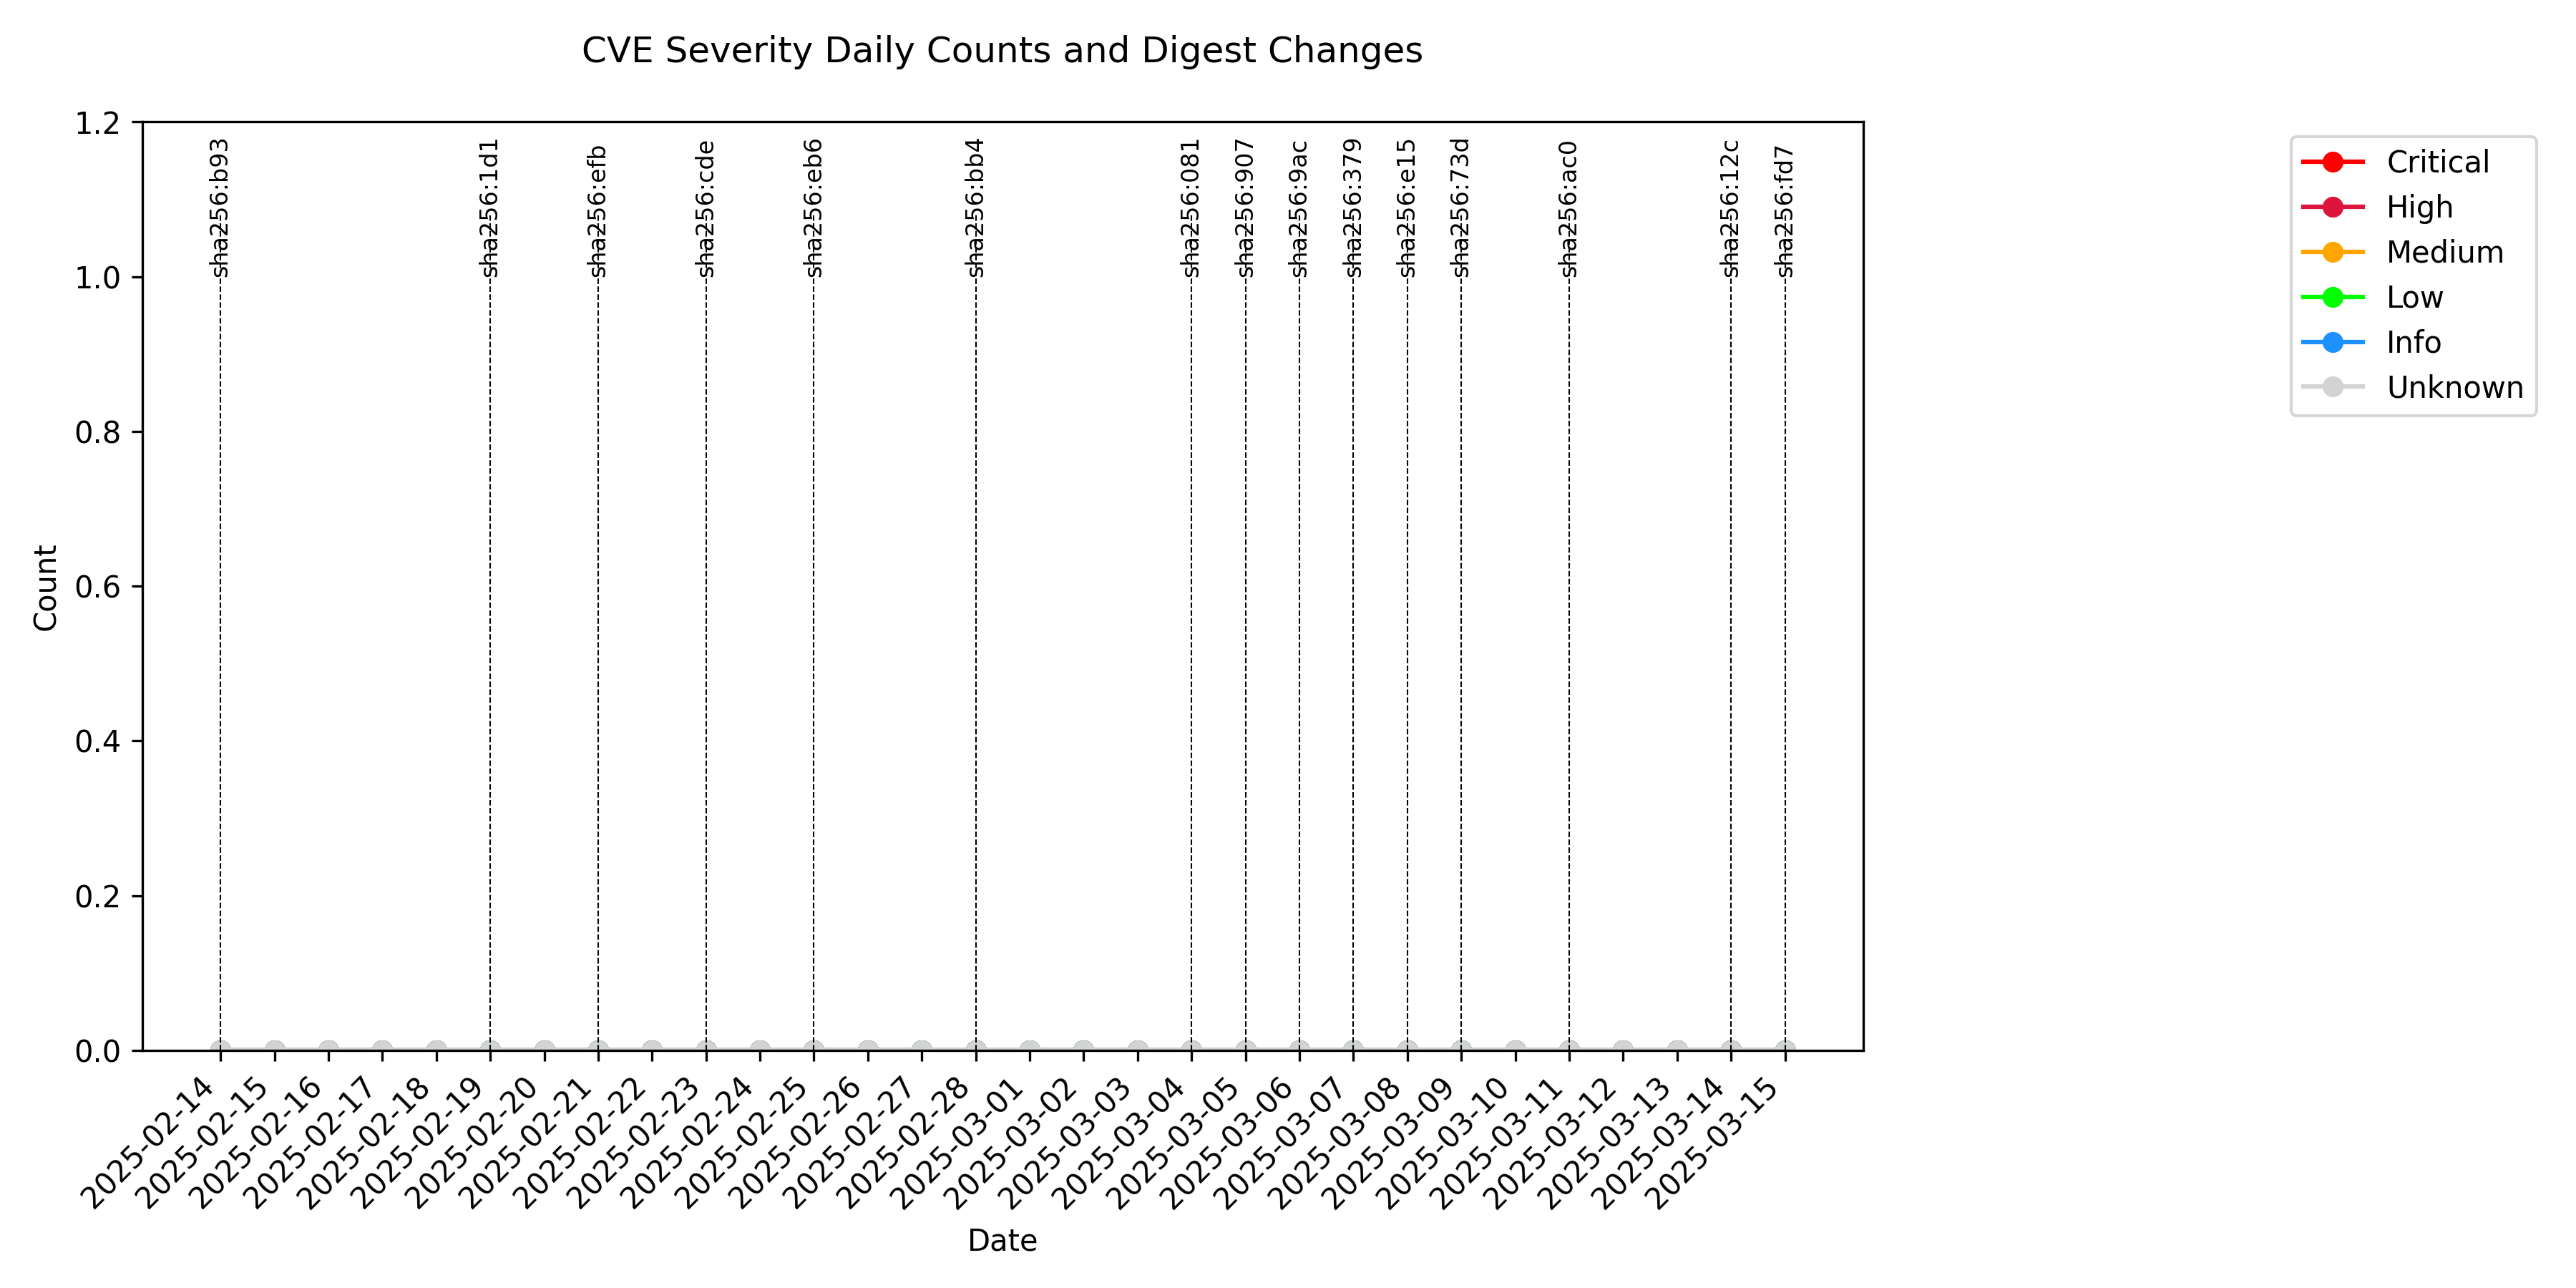 CVE Severity Daily Counts and Digest Changes
1.2
1.0
0.8
0.6
0.4
0.2
0.0
Count
sha256:b93
sha256:1d1
sha256:efb
sha256:cde
sha256:eb6
sha256:bb4
sha256:081
sha256:907
sha256:9ac
sha256:379
sha256:e15
sha256:73d
sha256:ac0
sha256:12c
sha256:fd7
Critical
High
Medium
Low
Info
Unknown
2025-02-14
2025-02-15
2025-02-16
2025-02-17
2025-02-18
2025-02-19
2025-02-20
2025-02-21
2025-02-22
2025-02-23
2025-02-24
2025-02-25
2025-02-26
2025-02-27
2025-02-28
2025-03-01
2025-03-02
2025-03-03
2025-03-04
2025-03-05
2025-03-06
2025-03-07
2025-03-08
2025-03-09
2025-03-10
2025-03-11
2025-03-12
2025-03-13
2025-03-14
2025-03-15
Date